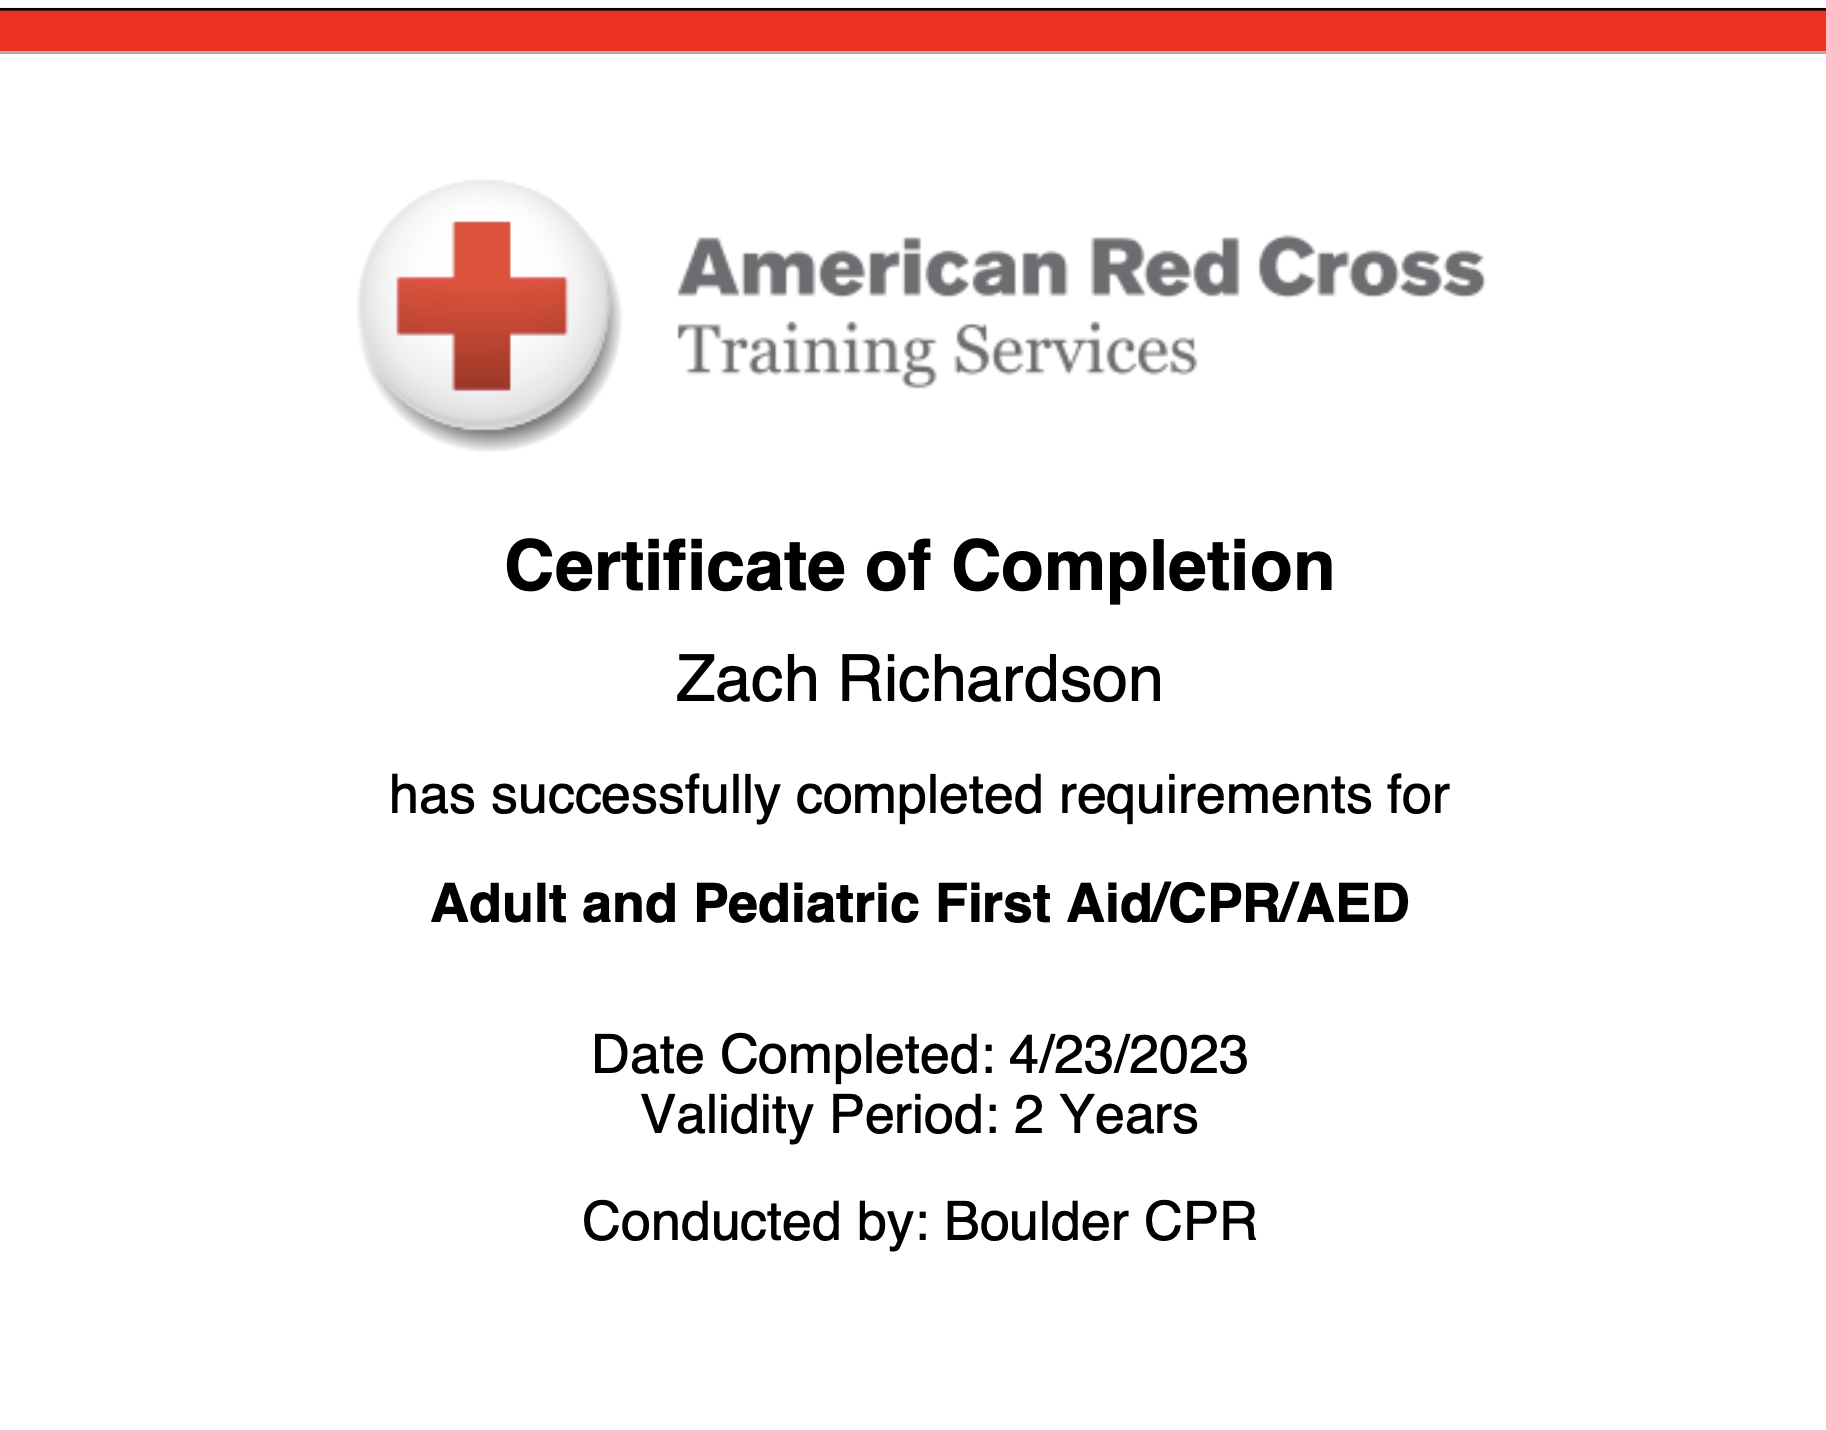 American Red Cross
Training Services
Certificate of Completion
Zach Richardson
has successfully completed requirements for
Adult and Pediatric First Aid/CPR/AED
Date Completed: 4/23/2023
Validity Period: 2 Years
Conducted by: Boulder CPR